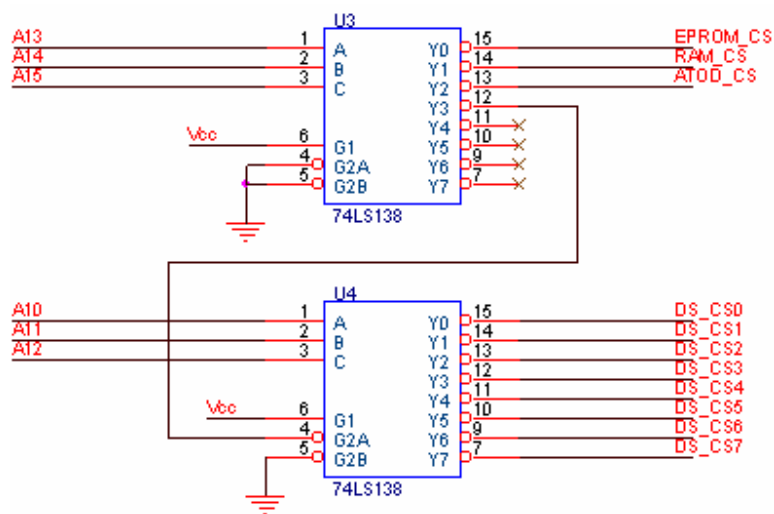 U3
A13 1 A Y0 15 EPROM_CS
A14 2 B Y1 14 RAM_CS
A15 3 C Y2 13 ATOD_CS
Y3 12
Y4 11
Vcc 6 G1 Y5 10
4 G2A Y6 9
5 G2B Y7 7
74LS138
U4
A10 1 A Y0 15 DS_CS0
A11 2 B Y1 14 DS_CS1
A12 3 C Y2 13 DS_CS2
Y3 12 DS_CS3
Y4 11 DS_CS4
Vcc 6 G1 Y5 10 DS_CS5
4 G2A Y6 9 DS_CS6
5 G2B Y7 7 DS_CS7
74LS138